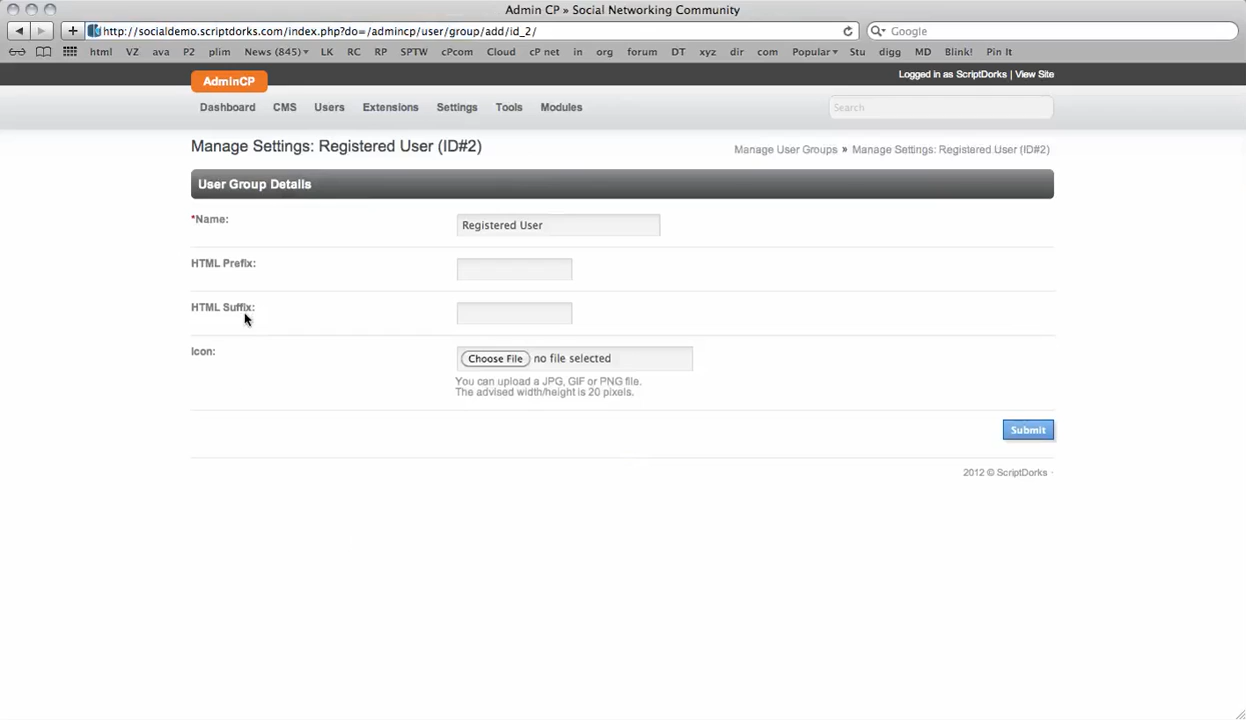 Admin CP » Social Networking Community
http://socialdemo.scriptdorks.com/index.php?do=/admincp/user/group/add/id_2/
Google
html VZ ava P2 plim News (845) LK RC RP SPTW cPcom Cloud cP net in org forum DT xyz dir com Popular Stu digg MD Blink! Pin It
AdminCP
Logged in as ScriptDorks | View Site
Dashboard CMS Users Extensions Settings Tools Modules
Search
Manage Settings: Registered User (ID#2)
Manage User Groups » Manage Settings: Registered User (ID#2)
User Group Details
*Name:
Registered User
HTML Prefix:
HTML Suffix:
Icon:
Choose File no file selected
You can upload a JPG, GIF or PNG file.
The advised width/height is 20 pixels.
Submit
2012 © ScriptDorks ·